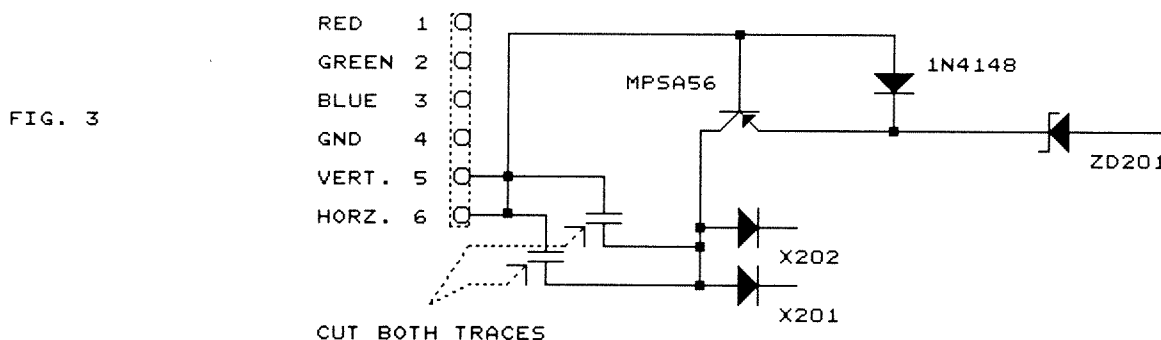 FIG. 3
RED 1
GREEN 2
BLUE 3
GND 4
VERT. 5
HORZ. 6
MPSA56
1N4148
ZD201
X202
X201
CUT BOTH TRACES